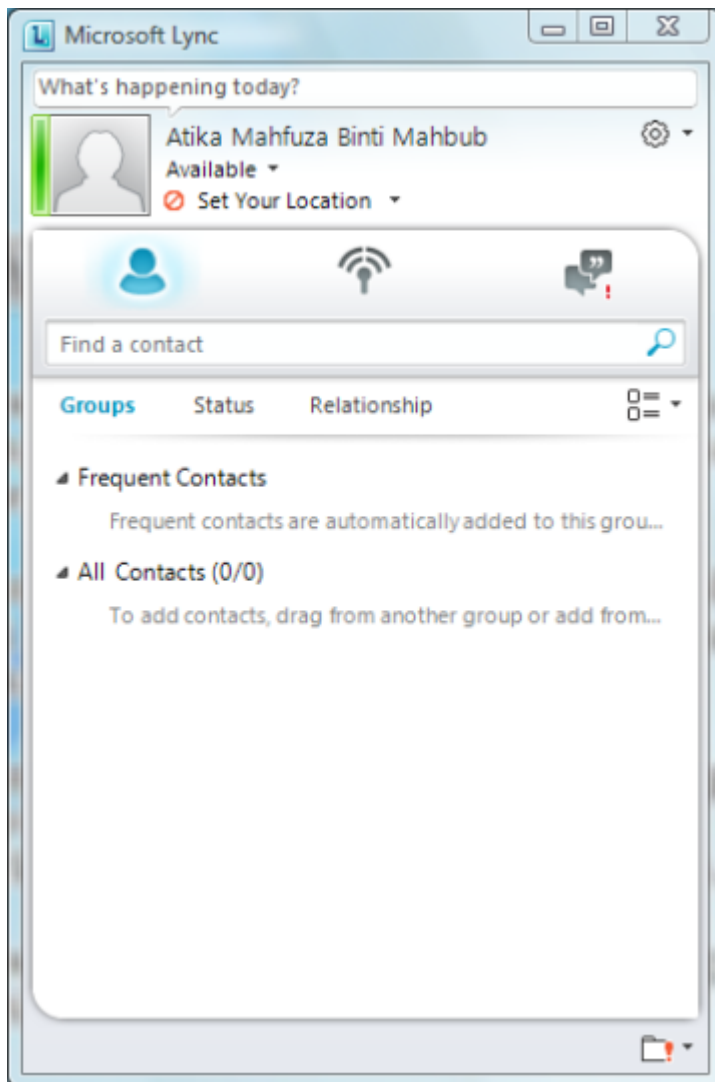 Microsoft Lync
What's happening today?
Atika Mahfuza Binti Mahbub
Available
Set Your Location
Find a contact
Groups Status Relationship
Frequent Contacts
Frequent contacts are automatically added to this grou...
All Contacts (0/0)
To add contacts, drag from another group or add from...